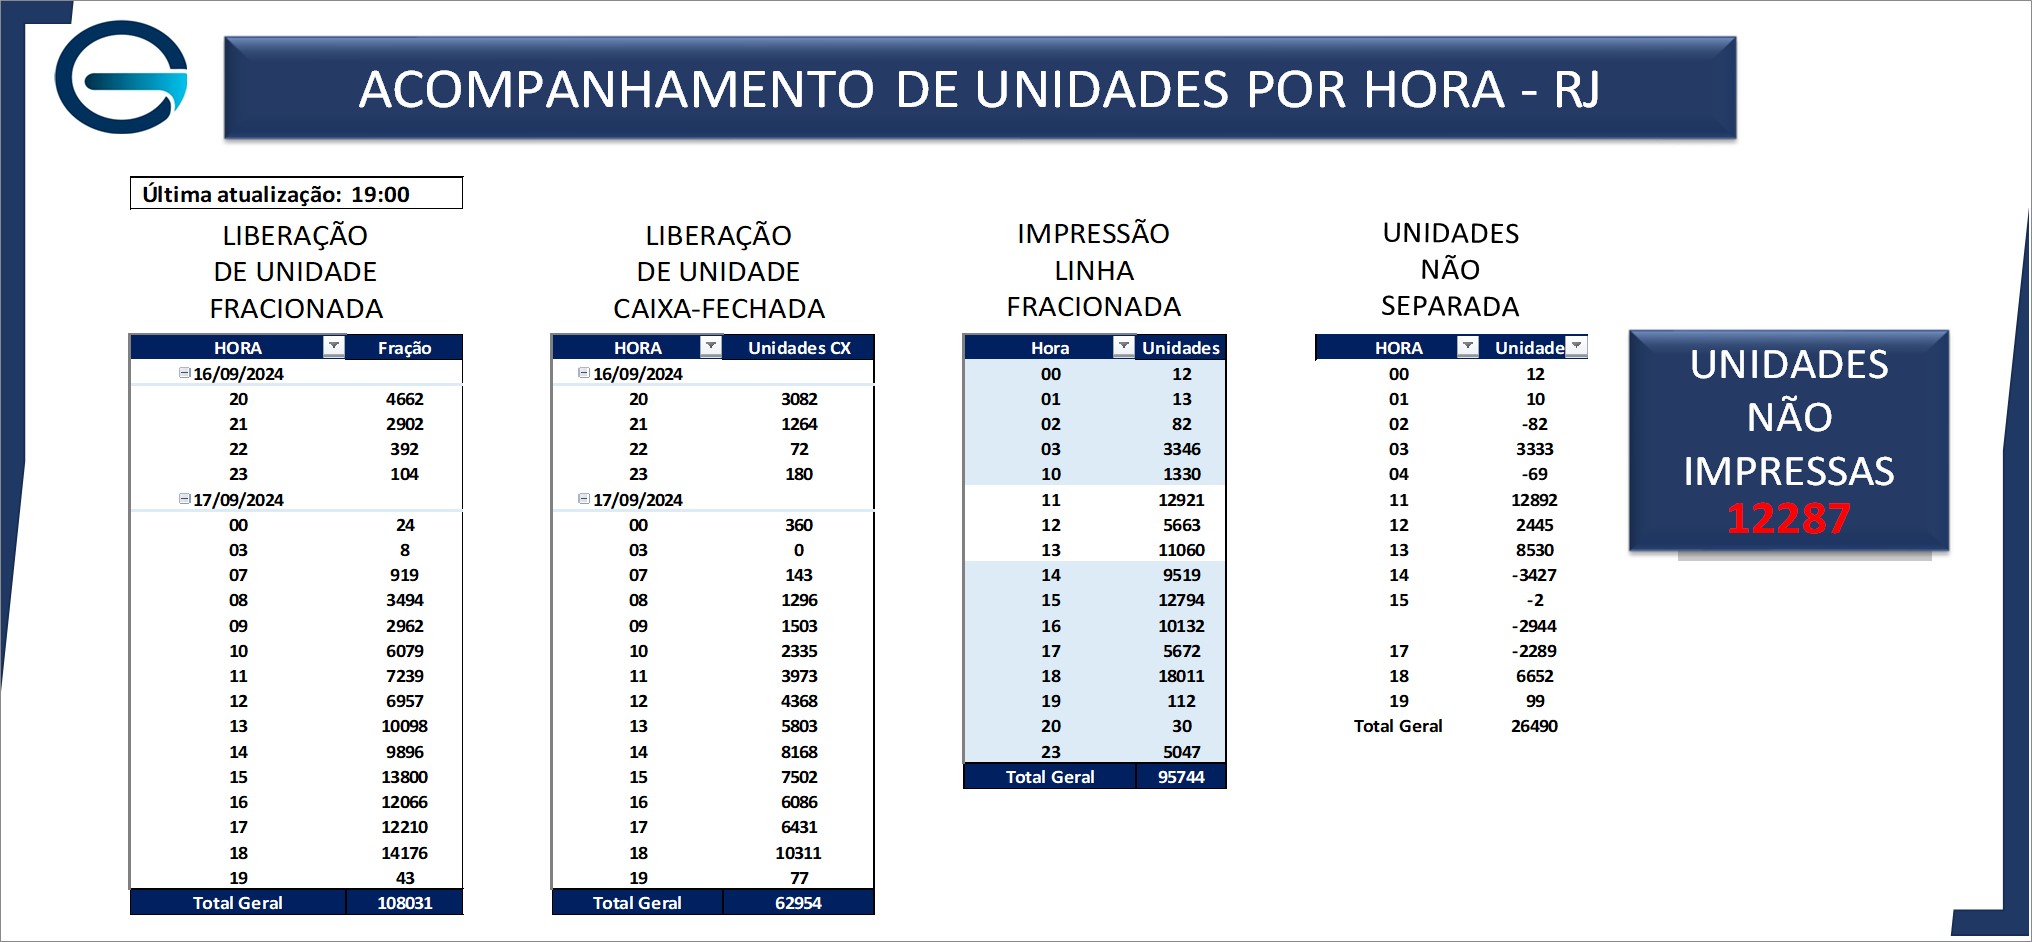 ACOMPANHAMENTO DE UNIDADES POR HORA - RJ
Última atualização: 19:00
LIBERAÇÃO
DE UNIDADE
FRACIONADA
HORA Fração
16/09/2024
20 4662
21 2902
22 392
23 104
17/09/2024
00 24
03 8
07 919
08 3494
09 2962
10 6079
11 7239
12 6957
13 10098
14 9896
15 13800
16 12066
17 12210
18 14176
19 43
Total Geral 108031
LIBERAÇÃO
DE UNIDADE
CAIXA-FECHADA
HORA Unidades CX
16/09/2024
20 3082
21 1264
22 72
23 180
17/09/2024
00 360
03 0
07 143
08 1296
09 1503
10 2335
11 3973
12 4368
13 5803
14 8168
15 7502
16 6086
17 6431
18 10311
19 77
Total Geral 62954
IMPRESSÃO
LINHA
FRACIONADA
Hora Unidades
00 12
01 13
02 82
03 3346
10 1330
11 12921
12 5663
13 11060
14 9519
15 12794
16 10132
17 5672
18 18011
19 112
20 30
23 5047
Total Geral 95744
UNIDADES
NÃO
SEPARADA
HORA Unidade
00 12
01 10
02 -82
03 3333
04 -69
11 12892
12 2445
13 8530
14 -3427
15 -2
-2944
17 -2289
18 6652
19 99
Total Geral 26490
UNIDADES
NÃO
IMPRESSAS
12287